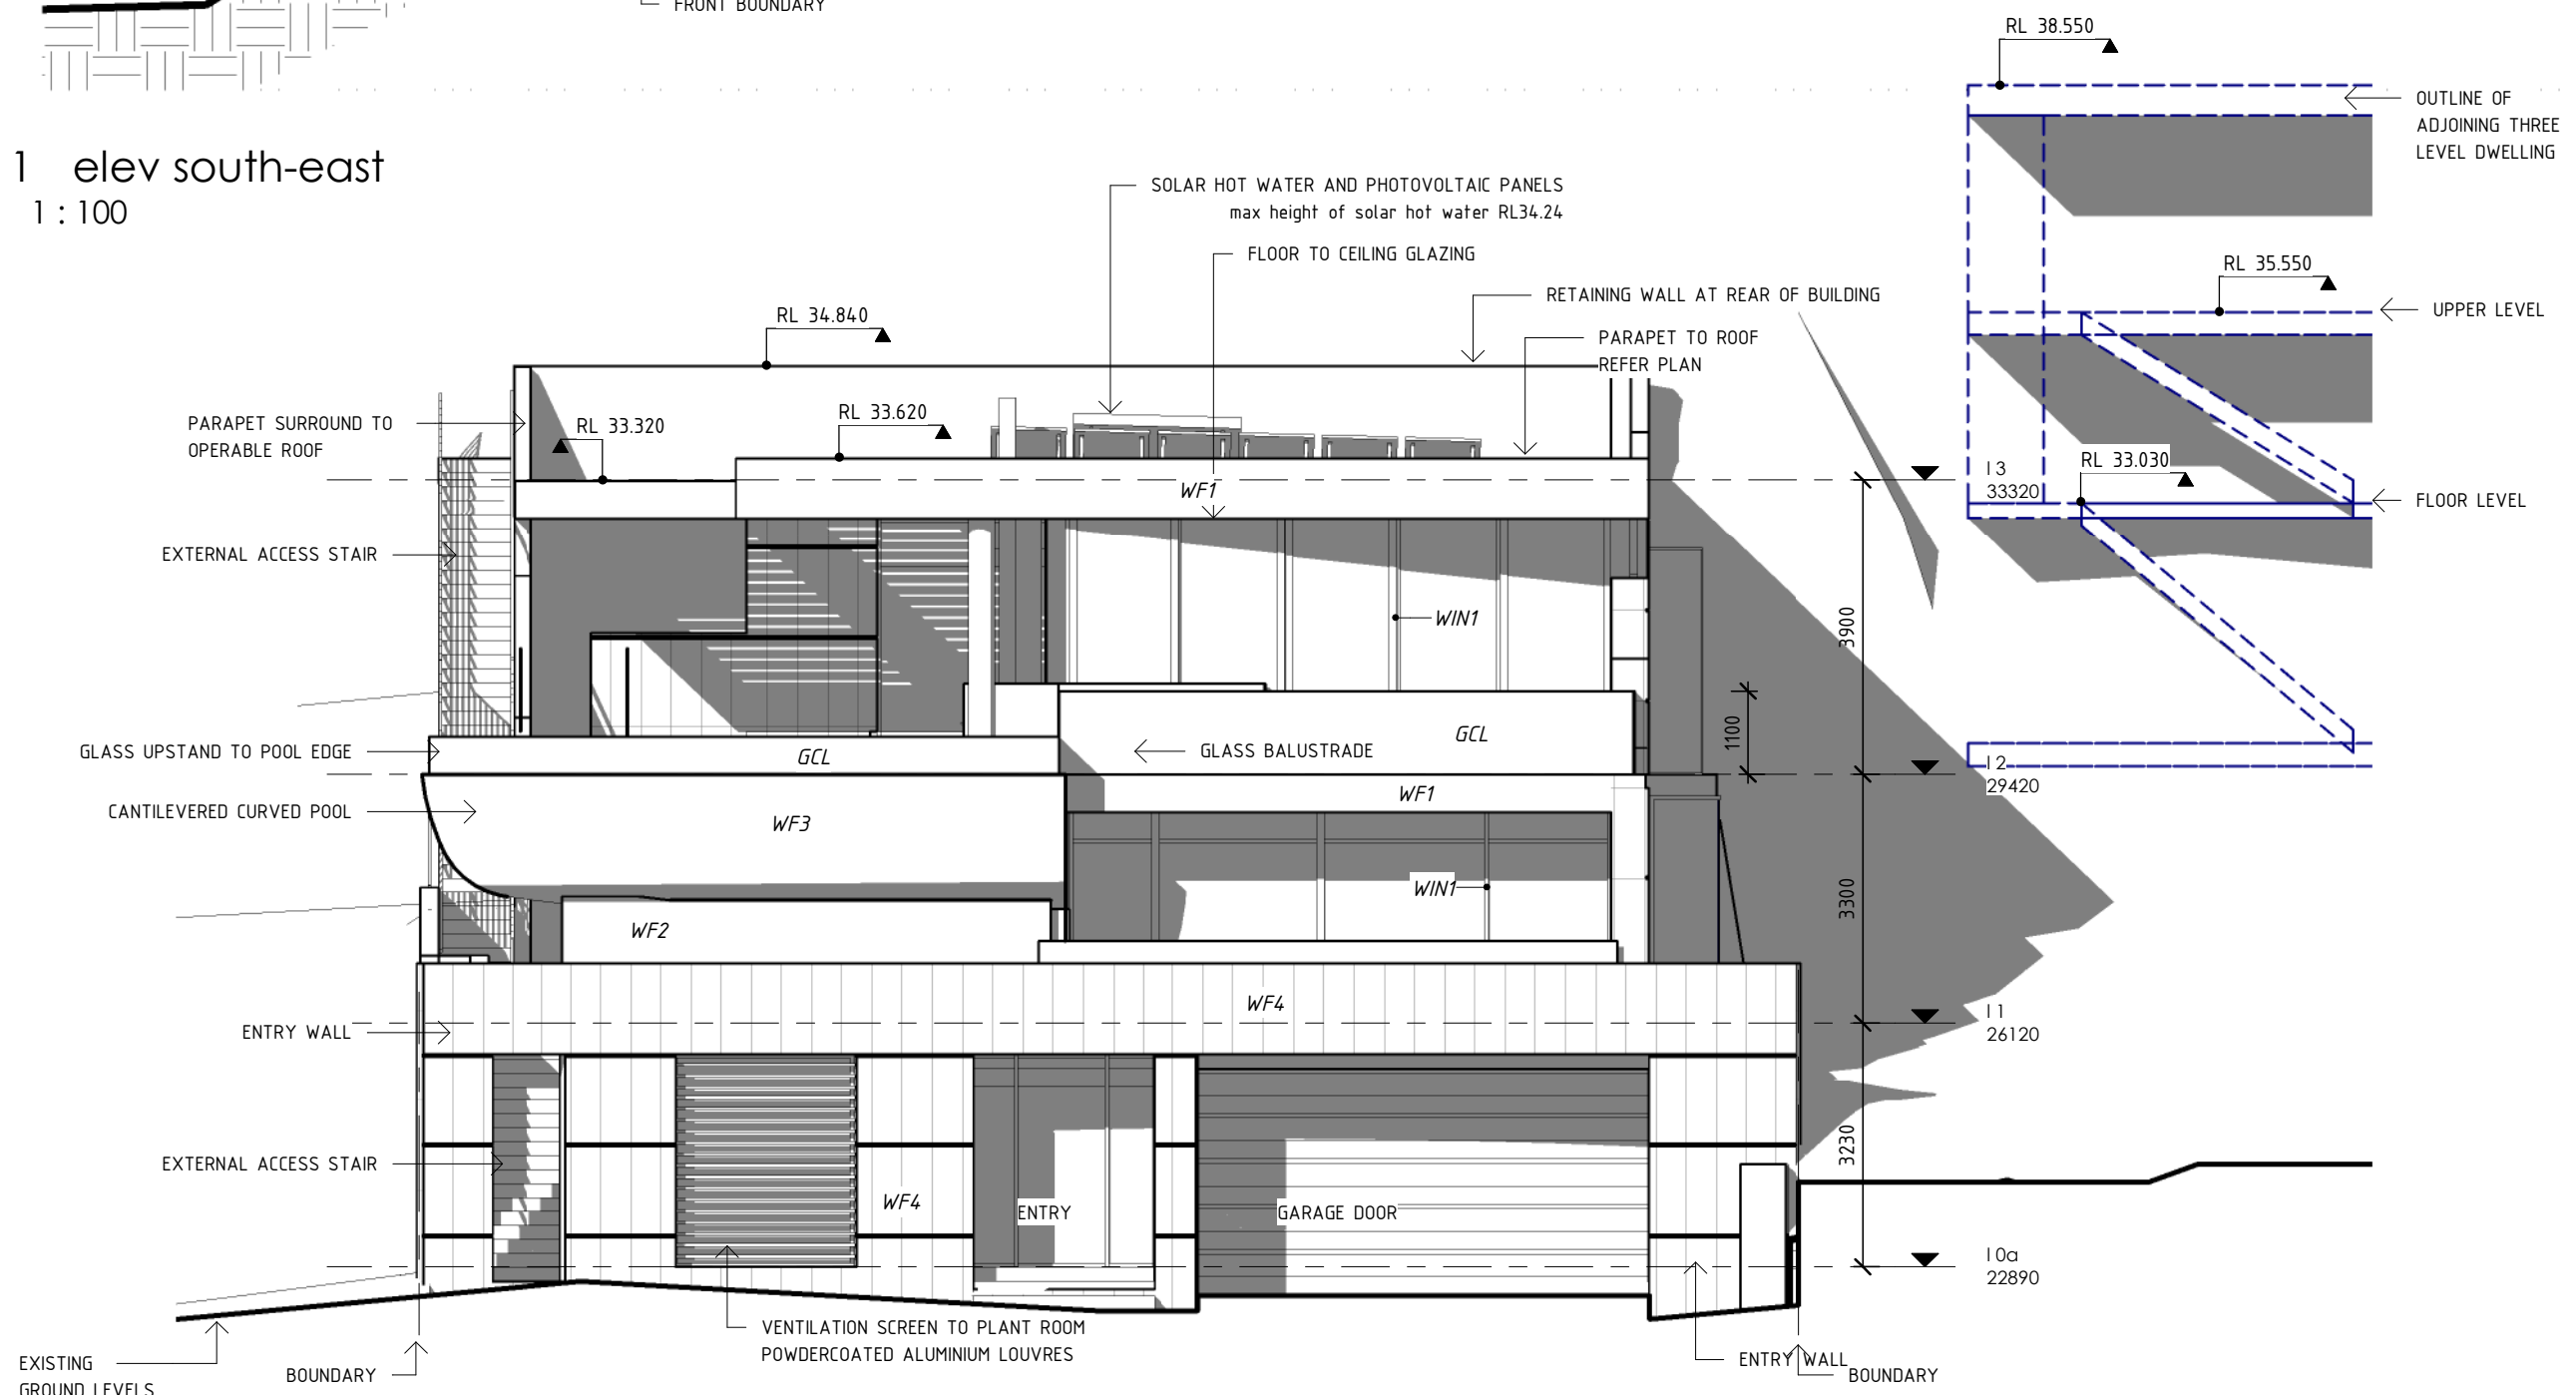 FRONT BOUNDARY
RL 38.550
OUTLINE OF
ADJOINING THREE
LEVEL DWELLING
1 elev south-east
1 : 100
SOLAR HOT WATER AND PHOTOVOLTAIC PANELS
max height of solar hot water RL34.24
FLOOR TO CEILING GLAZING
RL 35.550
RETAINING WALL AT REAR OF BUILDING
UPPER LEVEL
RL 34.840
PARAPET TO ROOF
REFER PLAN
PARAPET SURROUND TO
OPERABLE ROOF
RL 33.320
RL 33.620
RL 33.030
l3
33320
WF1
FLOOR LEVEL
EXTERNAL ACCESS STAIR
WIN1
3900
GLASS UPSTAND TO POOL EDGE
GCL
GLASS BALUSTRADE
GCL
1100
l2
29420
CANTILEVERED CURVED POOL
WF3
WF1
WIN1
3300
WF2
WF4
l1
26120
ENTRY WALL
EXTERNAL ACCESS STAIR
3230
WF4
ENTRY
GARAGE DOOR
l0a
22890
VENTILATION SCREEN TO PLANT ROOM
POWDERCOATED ALUMINIUM LOUVRES
EXISTING
GROUND LEVELS
BOUNDARY
ENTRY WALL
BOUNDARY